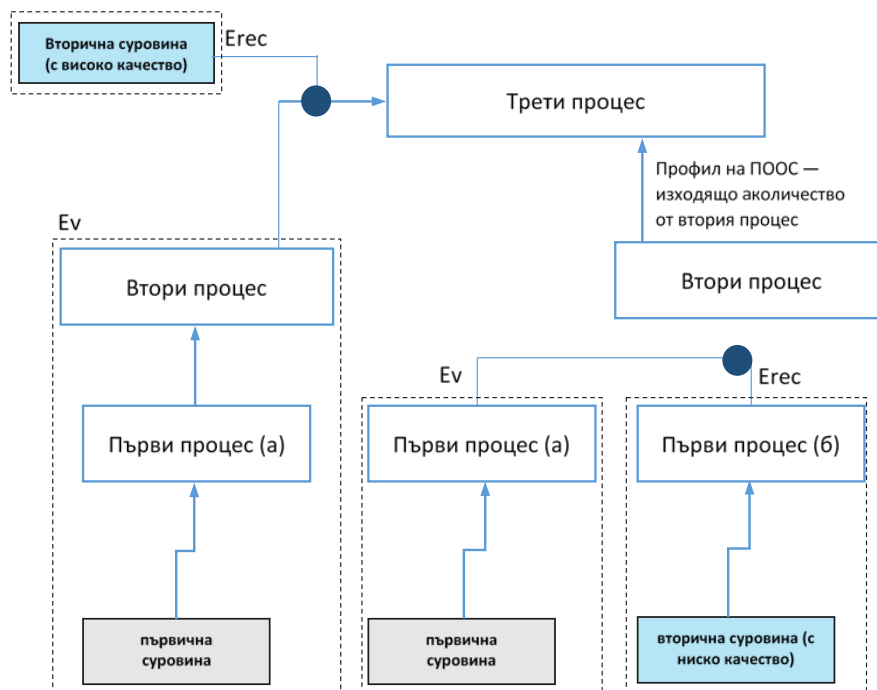 Вторична суровина
(с високо качество)
Erec
Трети процес
Профил на ПООС —
изходящо аколичество
от втория процес
Ev
Втори процес
Втори процес
Ev
Erec
Първи процес (а)
Първи процес (а)
Първи процес (б)
първична
суровина
първична
суровина
вторична суровина (с
ниско качество)